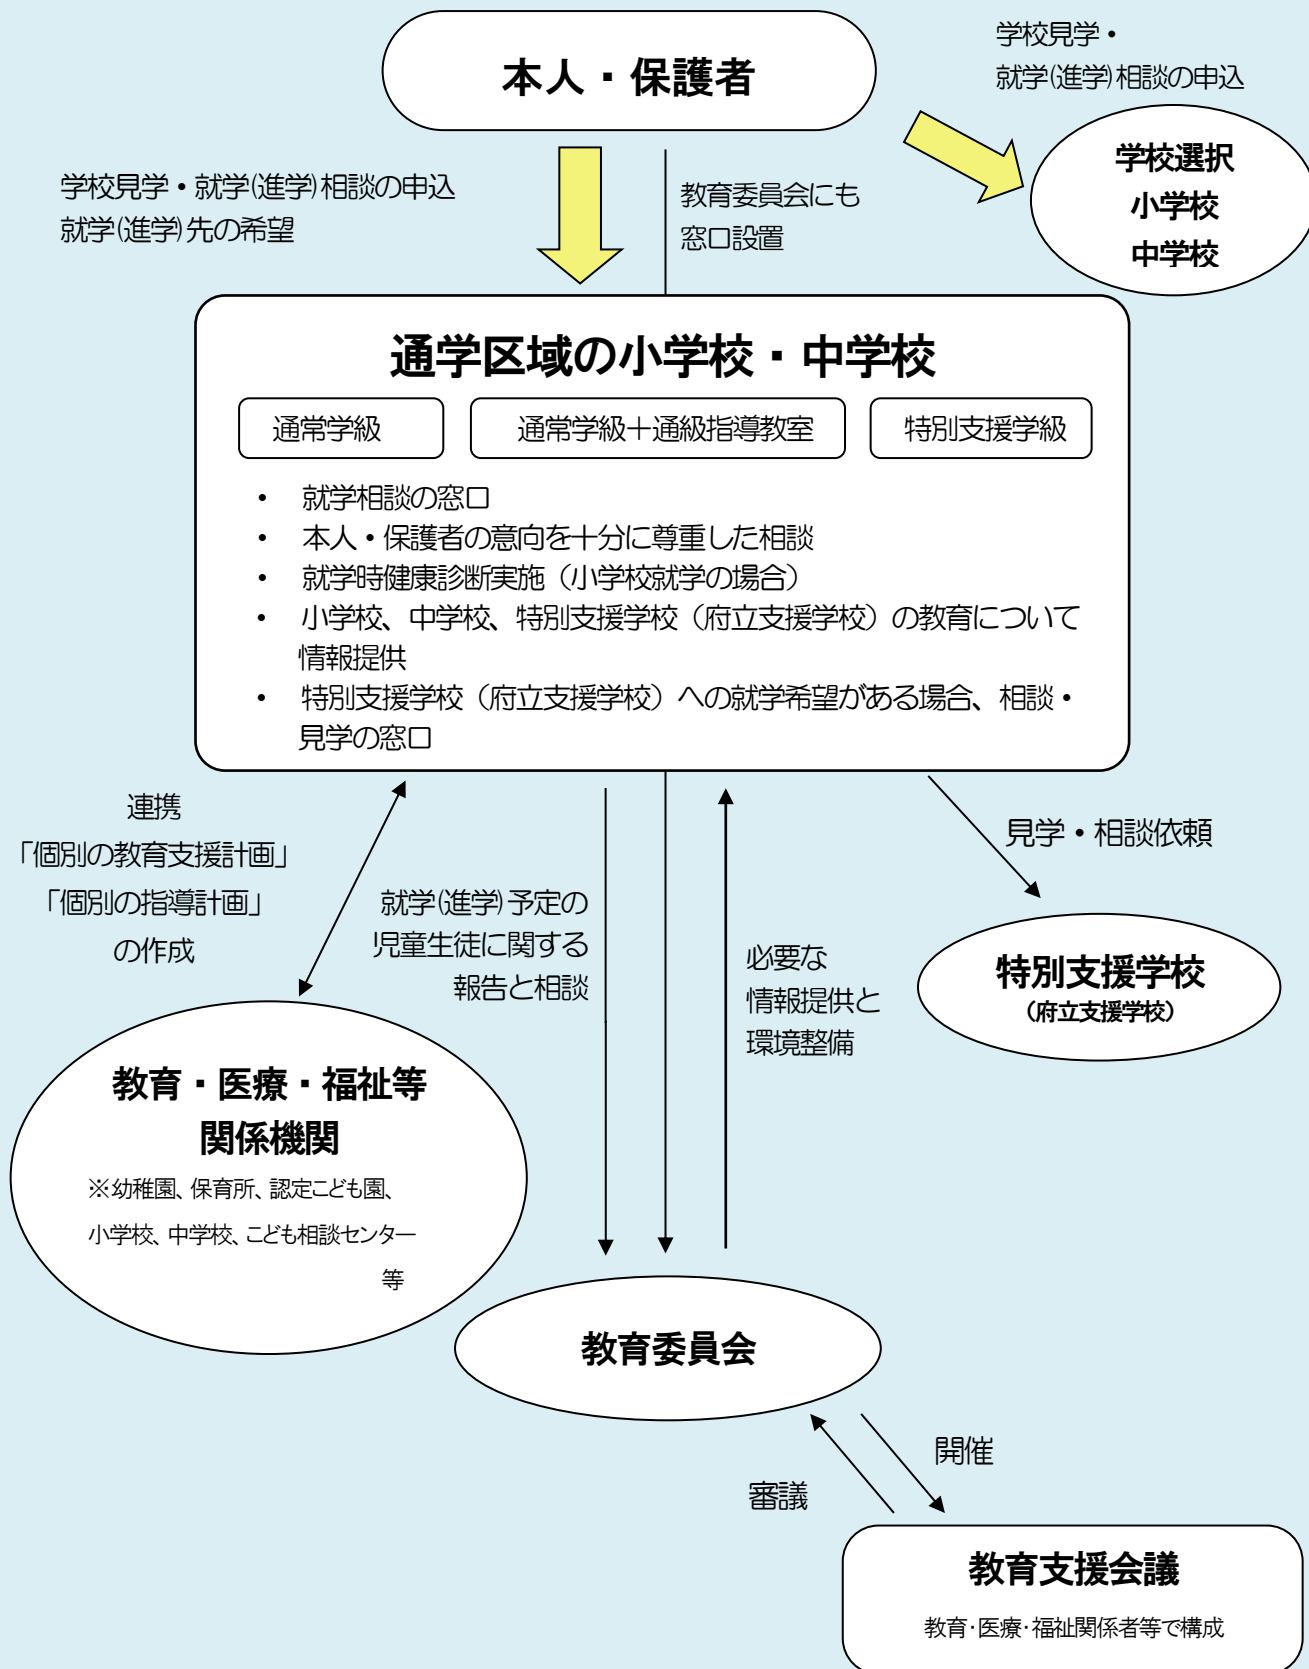 本人・保護者
学校見学・
就学(進学)相談の申込
学校選択
小学校
中学校
学校見学・就学(進学)相談の申込
就学(進学)先の希望
教育委員会にも
窓口設置
通学区域の小学校・中学校
通常学級
通常学級＋通級指導教室
特別支援学級
・ 就学相談の窓口
・ 本人・保護者の意向を十分に尊重した相談
・ 就学時健康診断実施（小学校就学の場合）
・ 小学校、中学校、特別支援学校（府立支援学校）の教育について
情報提供
・ 特別支援学校（府立支援学校）への就学希望がある場合、相談・
見学の窓口
連携
「個別の教育支援計画」
「個別の指導計画」
の作成
就学(進学)予定の
児童生徒に関する
報告と相談
必要な
情報提供と
環境整備
見学・相談依頼
特別支援学校
（府立支援学校）
教育・医療・福祉等
関係機関
※幼稚園、保育所、認定こども園、
小学校、中学校、こども相談センター
等
教育委員会
開催
審議
教育支援会議
教育・医療・福祉関係者等で構成